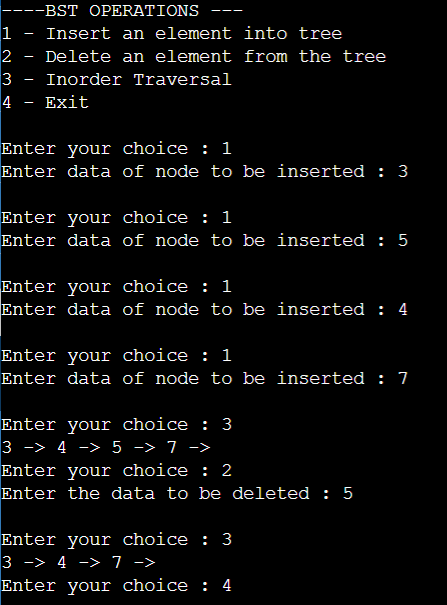 ----BST OPERATIONS ---
1 - Insert an element into tree
2 - Delete an element from the tree
3 - Inorder Traversal
4 - Exit
Enter your choice : 1
Enter data of node to be inserted : 3
Enter your choice : 1
Enter data of node to be inserted : 5
Enter your choice : 1
Enter data of node to be inserted : 4
Enter your choice : 1
Enter data of node to be inserted : 7
Enter your choice : 3
3 -> 4 -> 5 -> 7 ->
Enter your choice : 2
Enter the data to be deleted : 5
Enter your choice : 3
3 -> 4 -> 7 ->
Enter your choice : 4